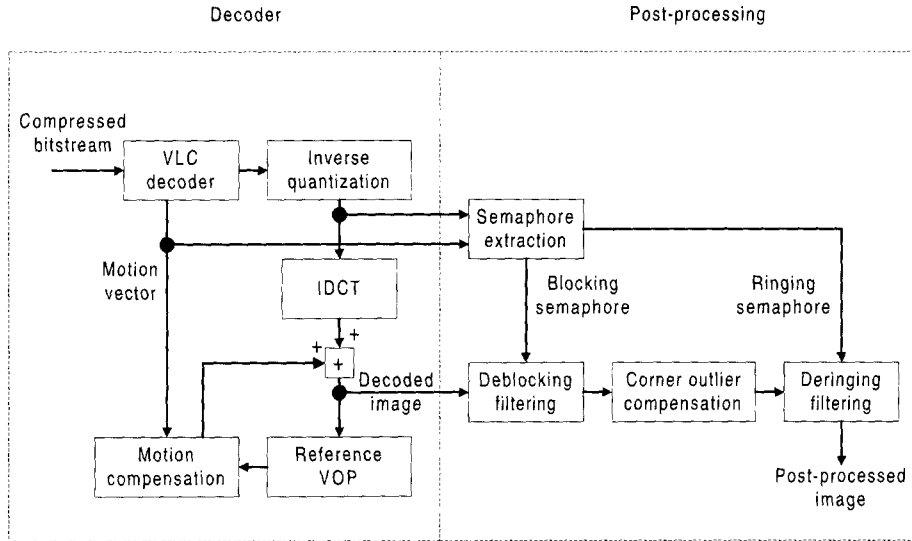 Decoder
Post-processing
Compressed
bitstream
VLC
decoder
Inverse
quantization
Semaphore
extraction
Motion
vector
IDCT
Blocking
semaphore
Ringing
semaphore
+
+
+
Decoded
image
Deblocking
filtering
Corner outlier
compensation
Deringing
filtering
Motion
compensation
Reference
VOP
Post-processed
image